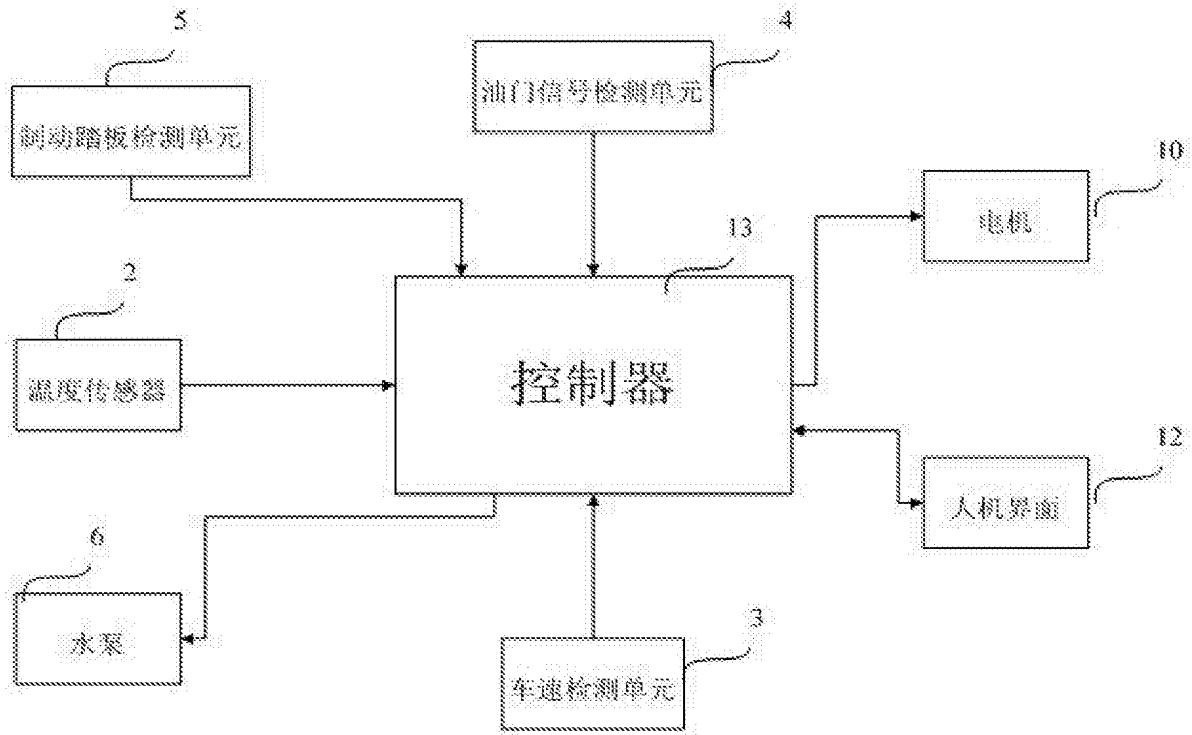 5
4
油门信号检测单元
制动踏板检测单元
10
电机
13
2
控制器
温度传感器
12
人机界面
6
水泵
3
车速检测单元